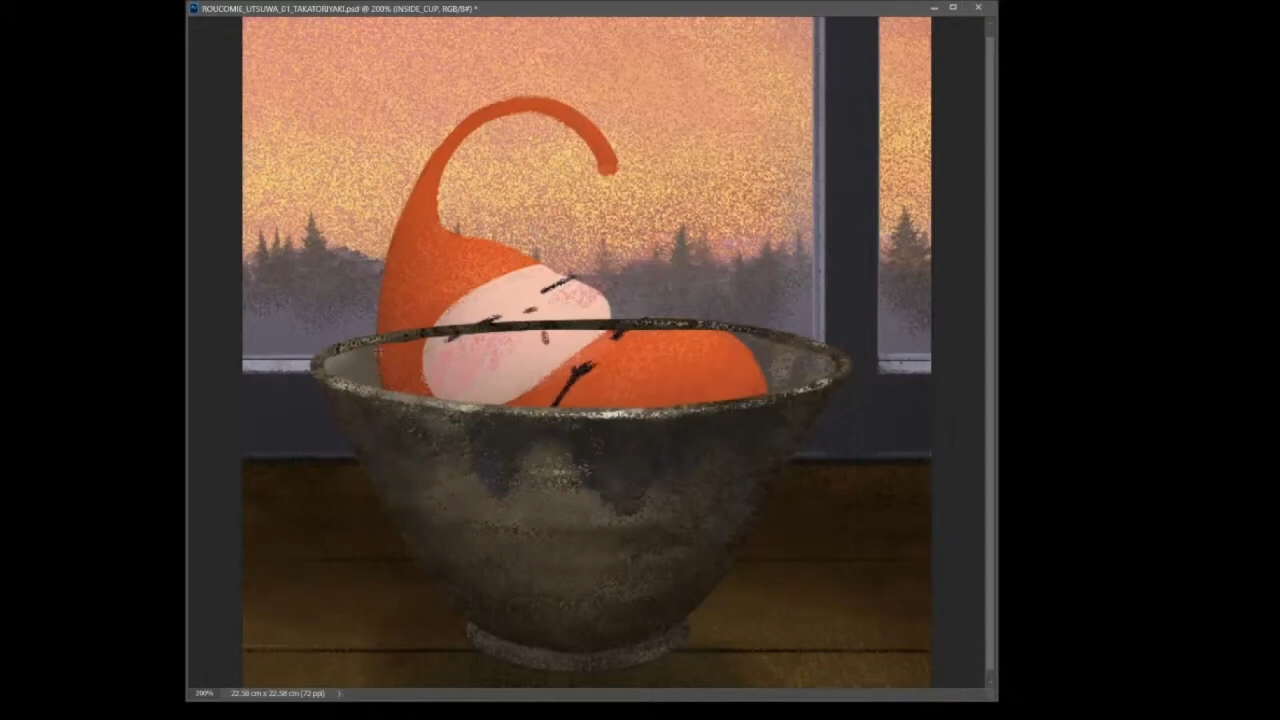 ROUCOMIE_UTSUWA_01_TAKATORIYAKI.psd @ 200% (INSIDE_CUP, RGB/8#) *
200% 22.58 cm x 22.58 cm (72 ppi)